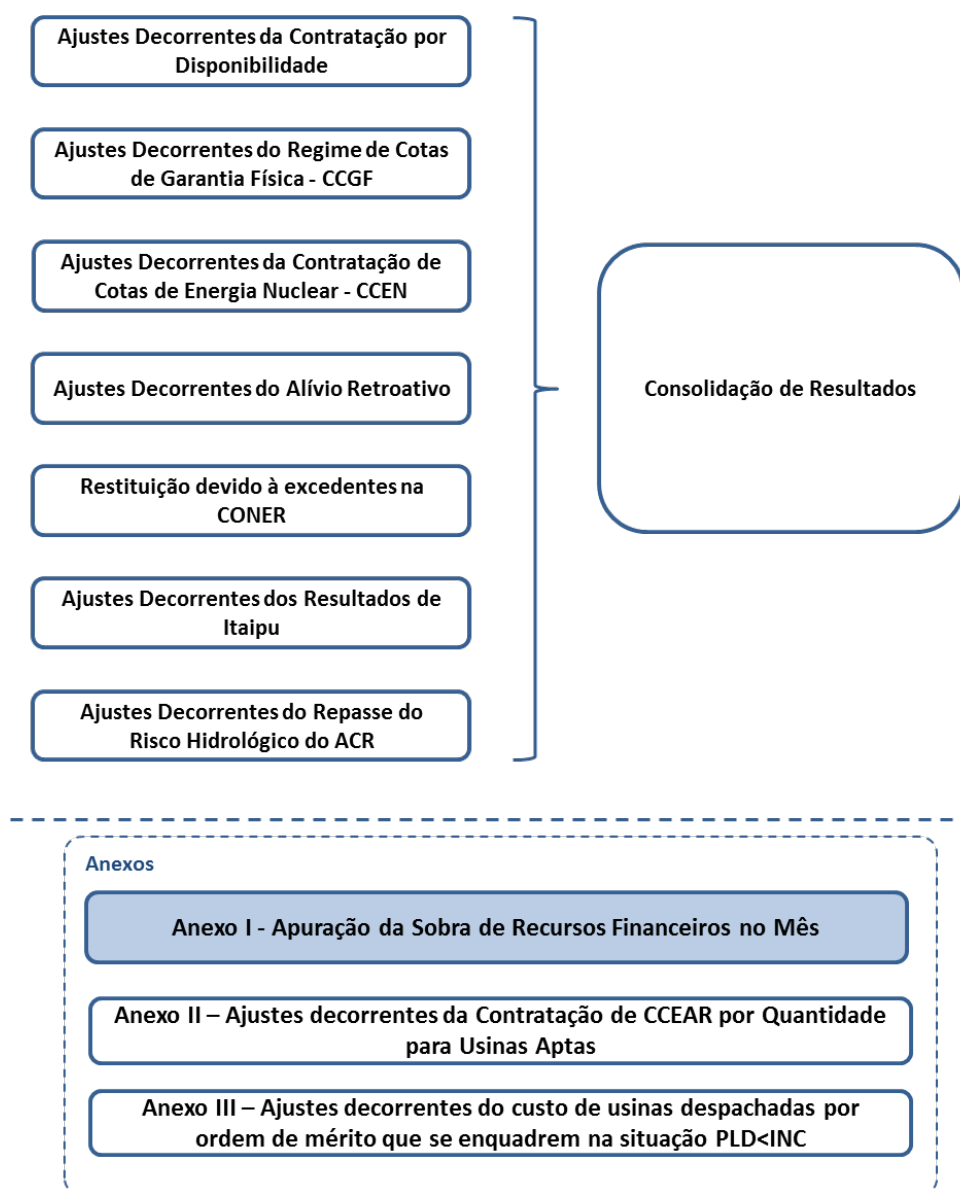 Ajustes Decorrentes da Contratação por
Disponibilidade
Ajustes Decorrentes do Regime de Cotas
de Garantia Física - CCGF
Ajustes Decorrentes da Contratação de
Cotas de Energia Nuclear - CCEN
Ajustes Decorrentes do Alívio Retroativo
Restituição devido à excedentes na
CONER
Ajustes Decorrentes dos Resultados de
Itaipu
Ajustes Decorrentes do Repasse do
Risco Hidrológico do ACR
Consolidação de Resultados
Anexos
Anexo I - Apuração da Sobra de Recursos Financeiros no Mês
Anexo II – Ajustes decorrentes da Contratação de CCEAR por Quantidade
para Usinas Aptas
Anexo III – Ajustes decorrentes do custo de usinas despachadas por
ordem de mérito que se enquadrem na situação PLD<INC